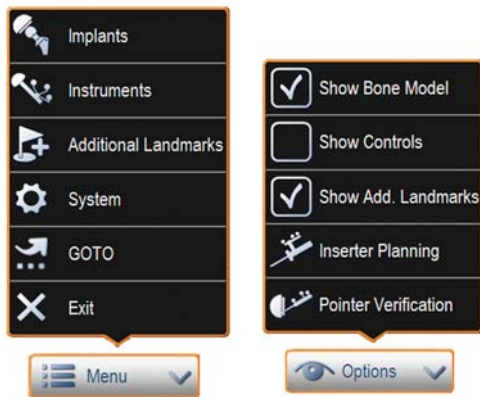 Implants
Instruments
Additional Landmarks
System
GOTO
Exit
Menu
Show Bone Model
Show Controls
Show Add. Landmarks
Inserter Planning
Pointer Verification
Options